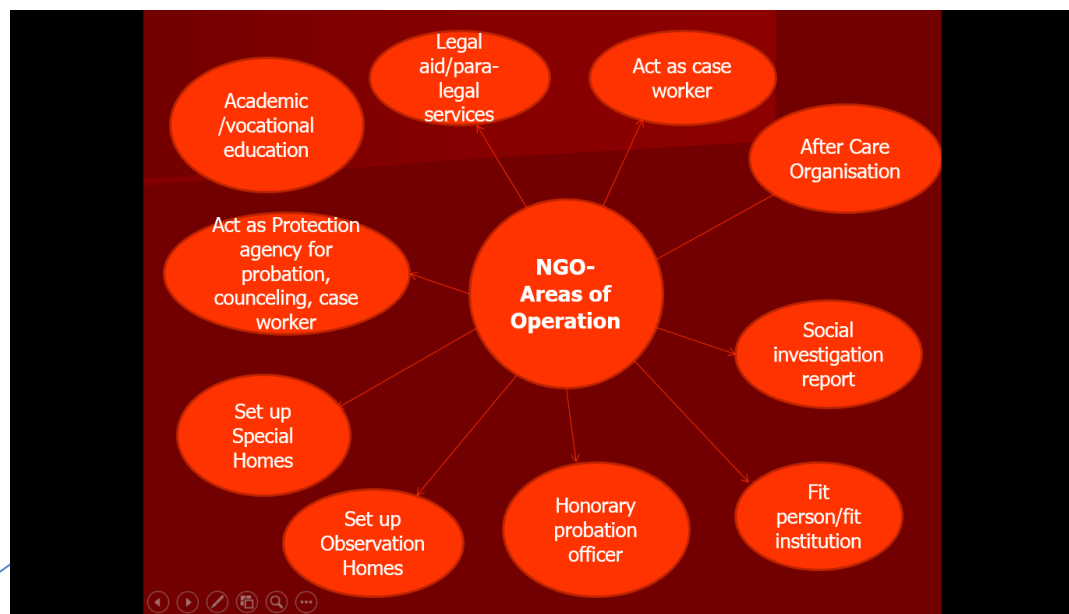 Legal
aid/para-
legal
services
Act as case
worker
Academic
/vocational
education
After Care
Organisation
Act as Protection
agency for
probation,
counceling, case
worker
NGO-
Areas of
Operation
Social
investigation
report
Set up
Special
Homes
Set up
Observation
Homes
Honorary
probation
officer
Fit
person/fit
institution